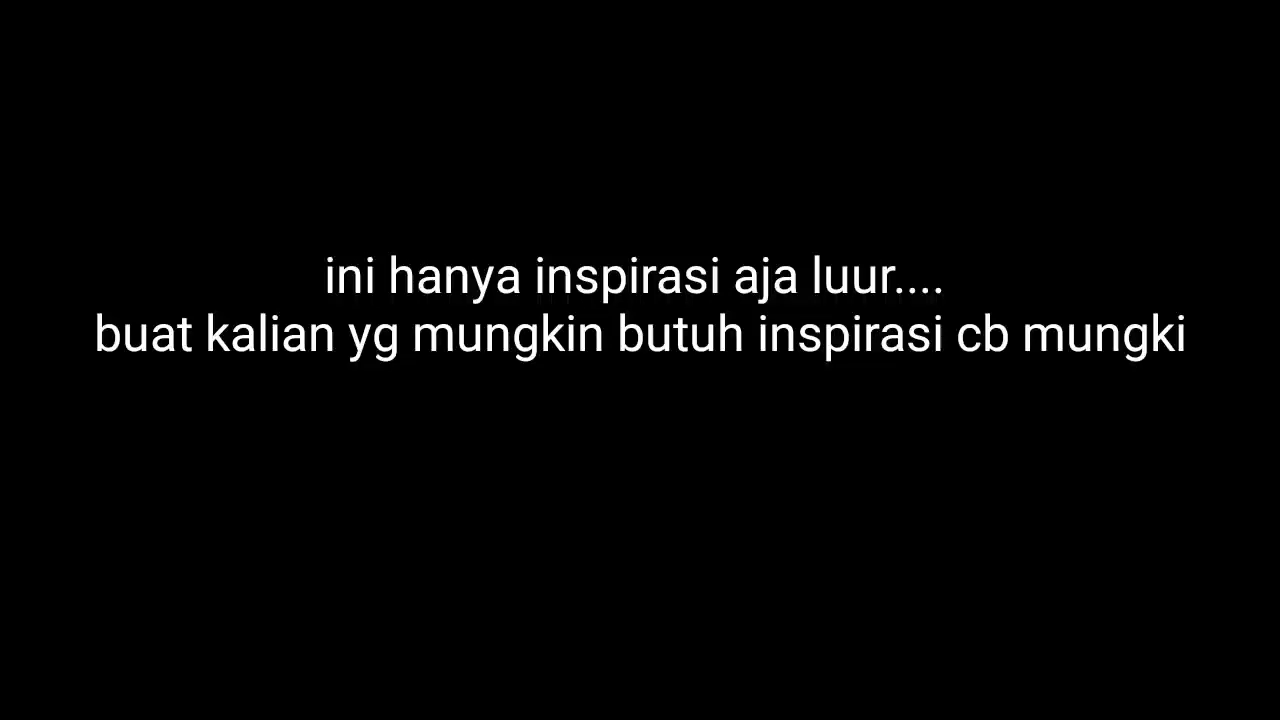 ini hanya inspirasi aja luur....
buat kalian yg mungkin butuh inspirasi cb mungki